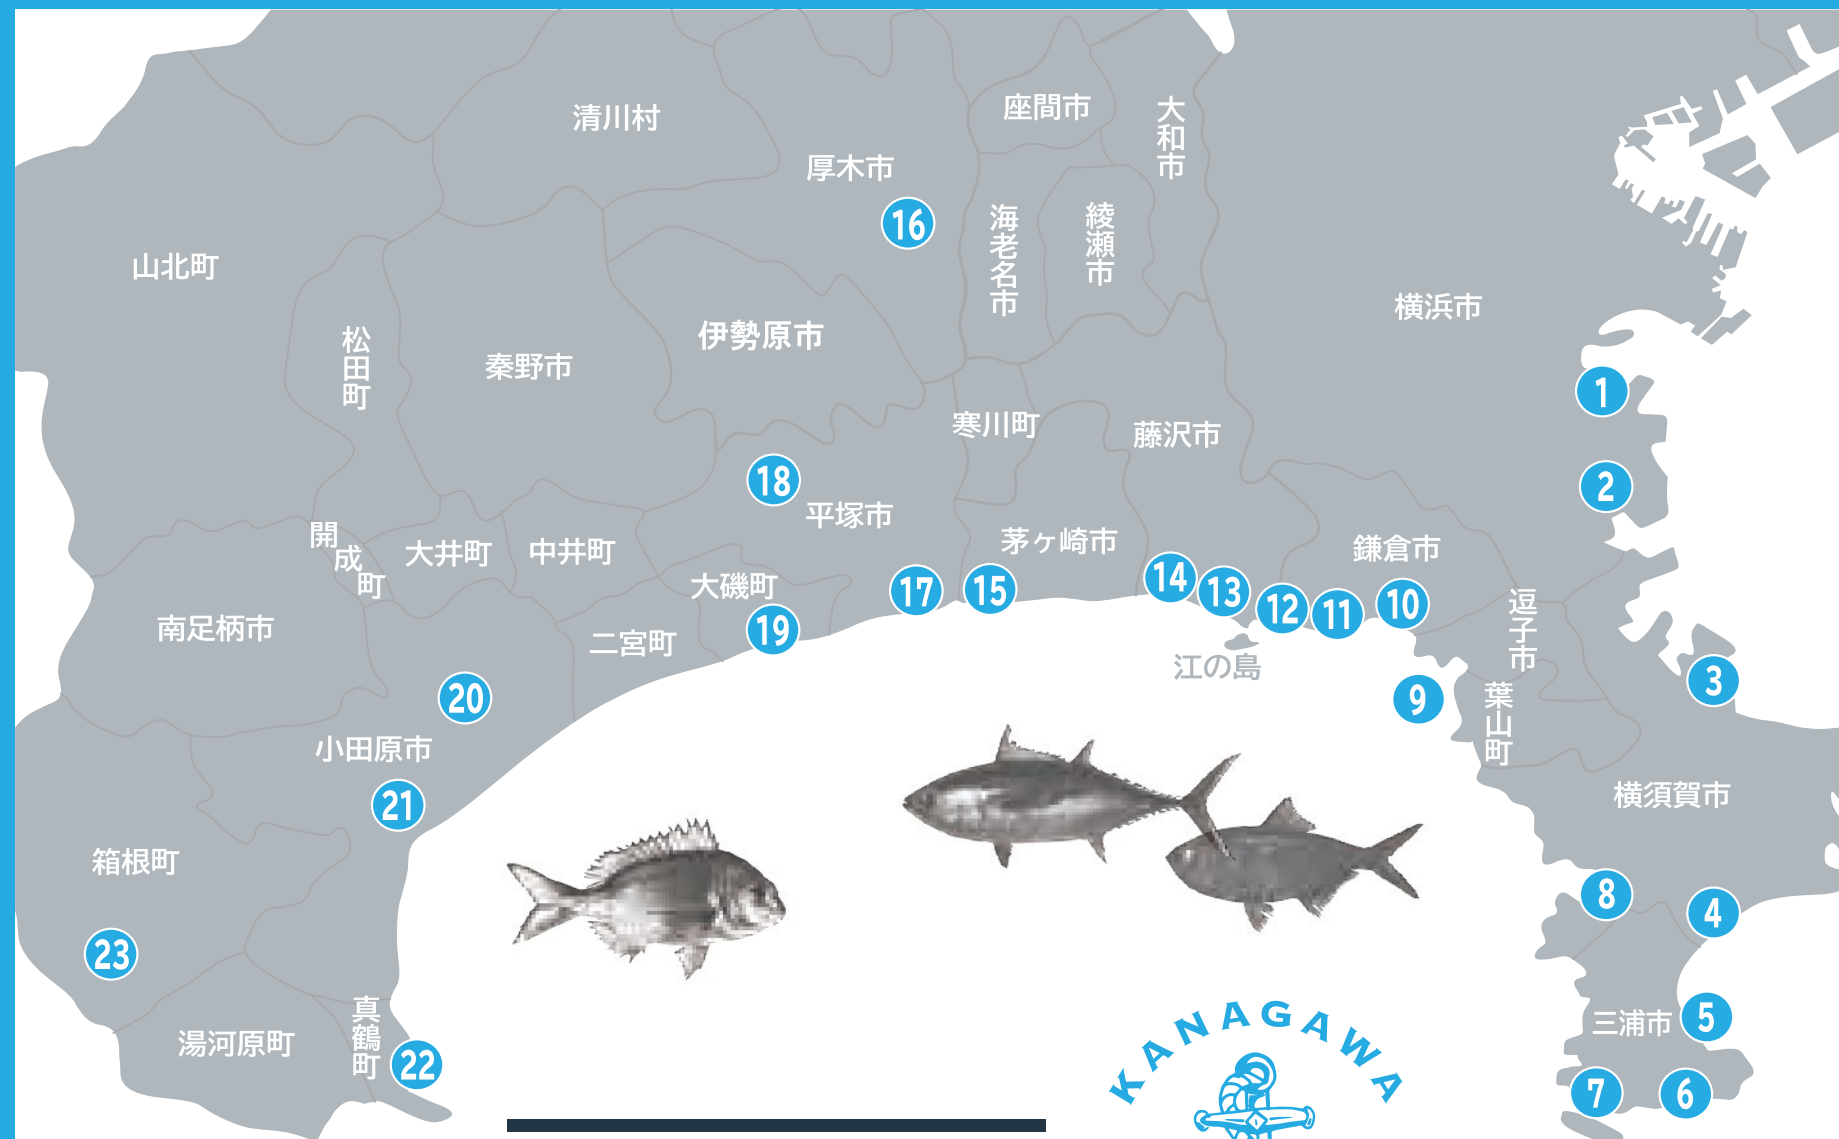 清川村
座間市
大和市
厚木市
16
海老名市
綾瀬市
山北町
横浜市
松田町
秦野市
伊勢原市
1
寒川町
藤沢市
18
2
平塚市
開成町
大井町
中井町
茅ヶ崎市
鎌倉市
大磯町
17
15
14
13
12
11
10
逗子市
南足柄市
二宮町
19
江の島
3
20
9
葉山町
小田原市
21
横須賀市
箱根町
8
4
23
真鶴町
三浦市
5
湯河原町
22
7
6
KANAGAWA